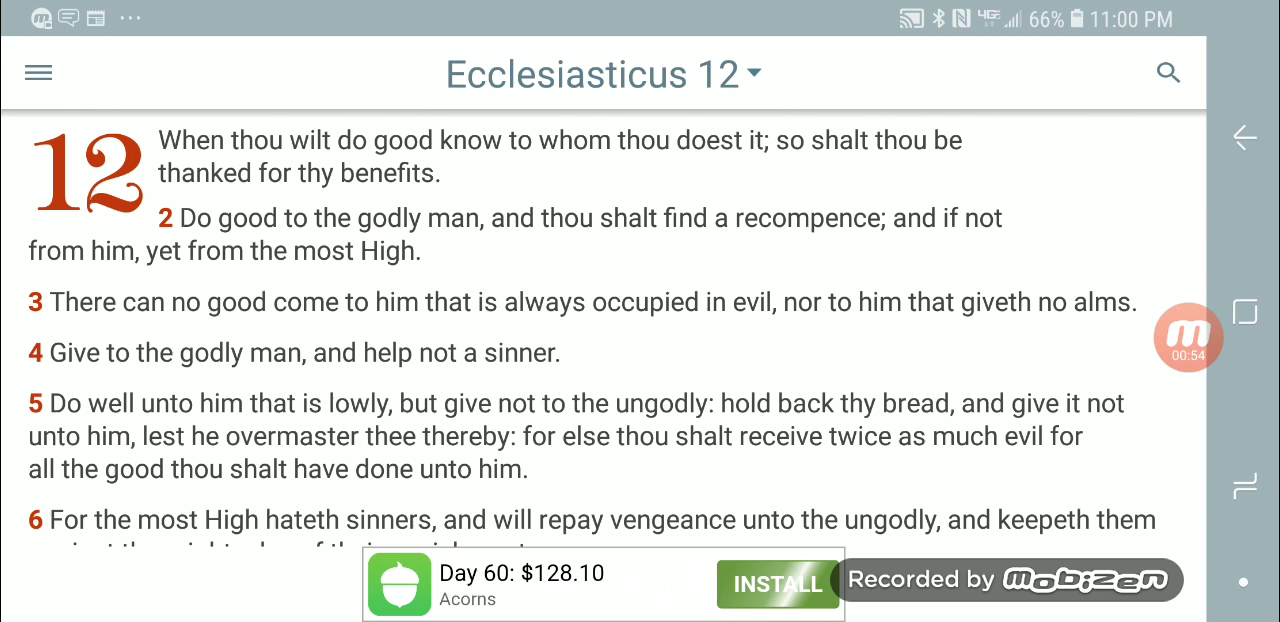 66% 11:00 PM
Ecclesiasticus 12
12 When thou wilt do good know to whom thou doest it; so shalt thou be
thanked for thy benefits.
2 Do good to the godly man, and thou shalt find a recompence; and if not
from him, yet from the most High.
3 There can no good come to him that is always occupied in evil, nor to him that giveth no alms.
4 Give to the godly man, and help not a sinner.
5 Do well unto him that is lowly, but give not to the ungodly: hold back thy bread, and give it not
unto him, lest he overmaster thee thereby: for else thou shalt receive twice as much evil for
all the good thou shalt have done unto him.
6 For the most High hateth sinners, and will repay vengeance unto the ungodly, and keepeth them
m
00:54
Day 60: $128.10
Acorns
INSTALL
Recorded by mobizen